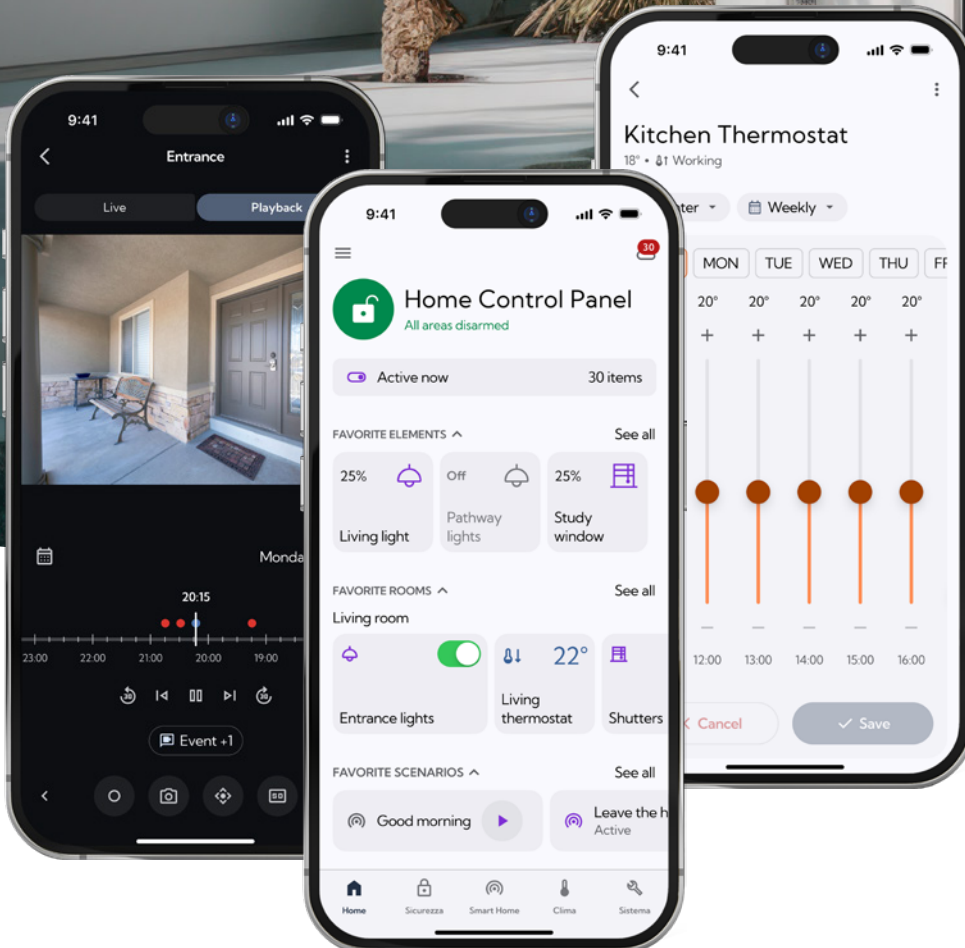 9:41
Entrance
Live
Playback
20:15
23:00 22:00 21:00 20:00 19:00
30 30
Event +1
SD
9:41
30
Home Control Panel
All areas disarmed
Active now 30 items
FAVORITE ELEMENTS See all
25% Off 25%
Living light
Pathway
lights
Study
window
FAVORITE ROOMS See all
Living room
22°
Entrance lights
Living
thermostat
Shutters
FAVORITE SCENARIOS See all
Good morning
Leave the h
Active
Home Sicurezza Smart Home Clima Sistema
9:41
Kitchen Thermostat
18° • Working
Weekly
MON TUE WED THU
20° 20° 20° 20° 20°
12:00 13:00 14:00 15:00 16:00
Cancel Save